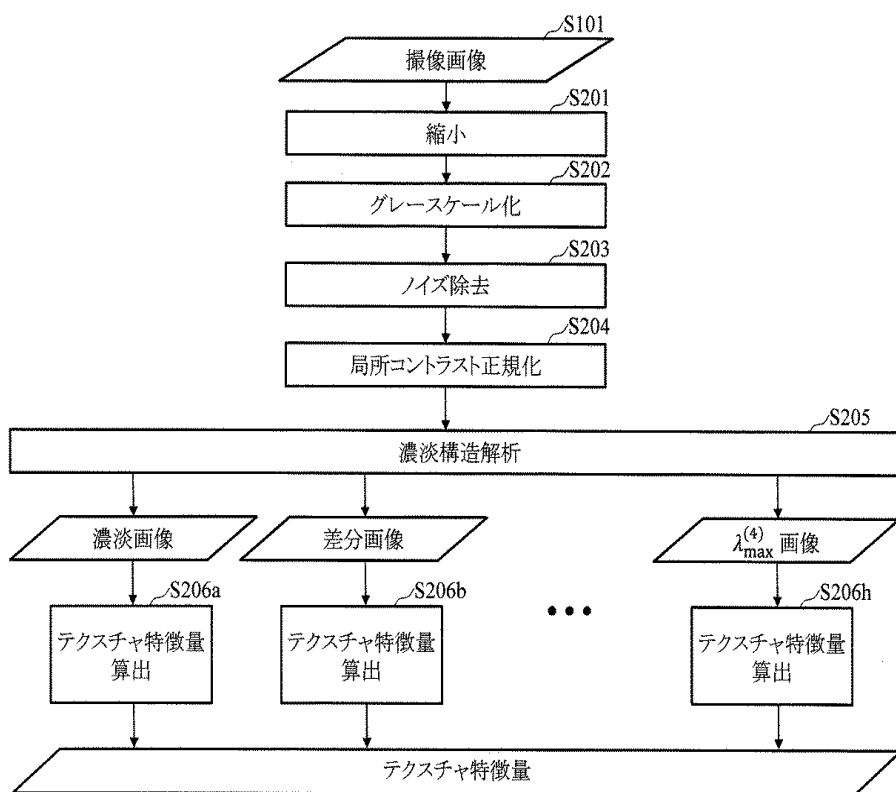 S101
撮像画像
S201
縮小
S202
グレースケール化
S203
ノイズ除去
S204
局所コントラスト正規化
S205
濃淡構造解析
濃淡画像
差分画像
λmax(4) 画像
S206a
テクスチャ特徴量
算出
S206b
テクスチャ特徴量
算出
•••
S206h
テクスチャ特徴量
算出
テクスチャ特徴量